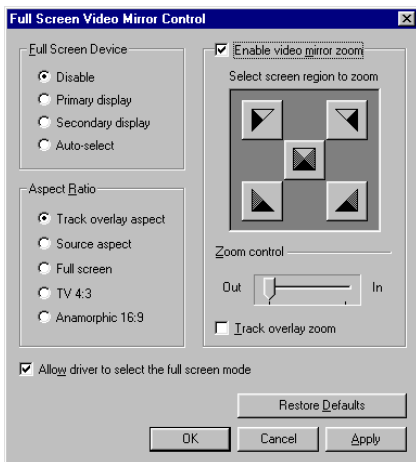 Full Screen Video Mirror Control
Full Screen Device
Disable
Primary display
Secondary display
Auto-select
Aspect Ratio
Track overlay aspect
Source aspect
Full screen
TV 4:3
Anamorphic 16:9
Enable video mirror zoom
Select screen region to zoom
Zoom control
Out In
Track overlay zoom
Allow driver to select the full screen mode
Restore Defaults
OK Cancel Apply